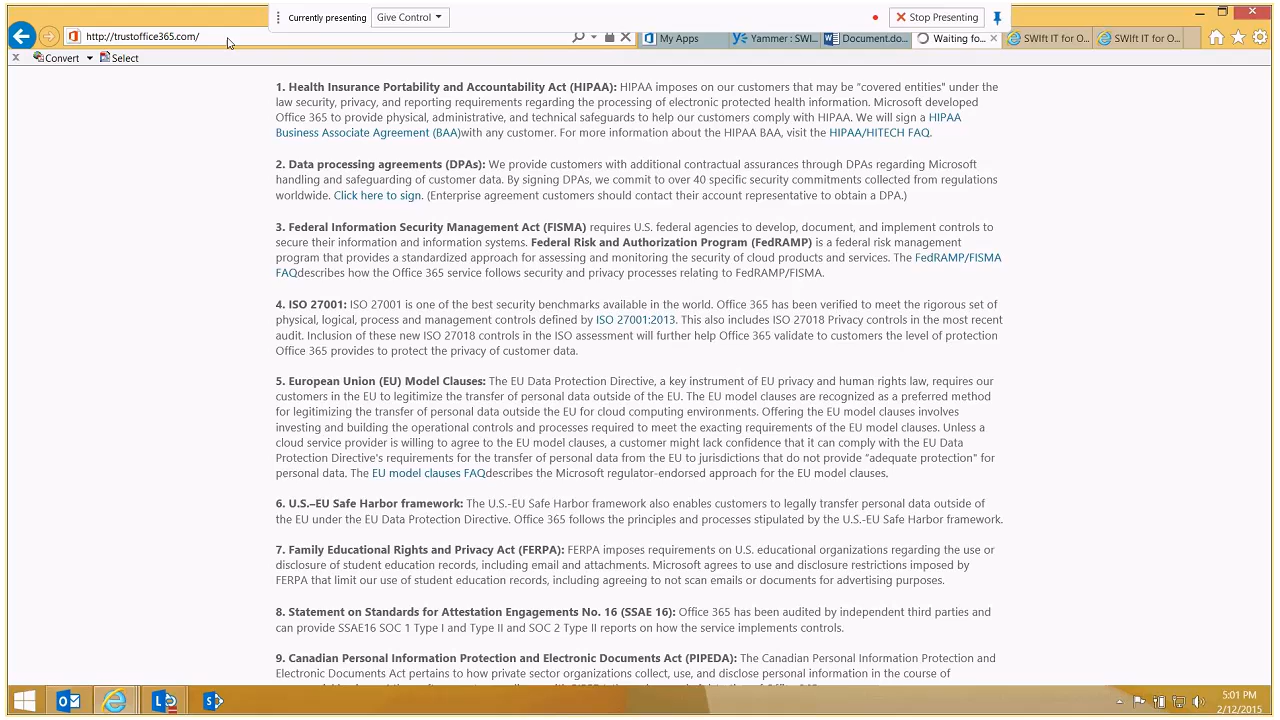 Currently presenting Give Control Stop Presenting
http://trustoffice365.com/ My Apps Yammer : SWI... Document.do... Waiting fo... SWIft IT for O... SWIft IT for O...
x Convert Select
1. Health Insurance Portability and Accountability Act (HIPAA): HIPAA imposes on our customers that may be "covered entities" under the
law security, privacy, and reporting requirements regarding the processing of electronic protected health information. Microsoft developed
Office 365 to provide physical, administrative, and technical safeguards to help our customers comply with HIPAA. We will sign a HIPAA
Business Associate Agreement (BAA)with any customer. For more information about the HIPAA BAA, visit the HIPAA/HITECH FAQ.
2. Data processing agreements (DPAs): We provide customers with additional contractual assurances through DPAs regarding Microsoft
handling and safeguarding of customer data. By signing DPAs, we commit to over 40 specific security commitments collected from regulations
worldwide. Click here to sign. (Enterprise agreement customers should contact their account representative to obtain a DPA.)
3. Federal Information Security Management Act (FISMA) requires U.S. federal agencies to develop, document, and implement controls to
secure their information and information systems. Federal Risk and Authorization Program (FedRAMP) is a federal risk management
program that provides a standardized approach for assessing and monitoring the security of cloud products and services. The FedRAMP/FISMA
FAQdescribes how the Office 365 service follows security and privacy processes relating to FedRAMP/FISMA.
4. ISO 27001: ISO 27001 is one of the best security benchmarks available in the world. Office 365 has been verified to meet the rigorous set of
physical, logical, process and management controls defined by ISO 27001:2013. This also includes ISO 27018 Privacy controls in the most recent
audit. Inclusion of these new ISO 27018 controls in the ISO assessment will further help Office 365 validate to customers the level of protection
Office 365 provides to protect the privacy of customer data.
5. European Union (EU) Model Clauses: The EU Data Protection Directive, a key instrument of EU privacy and human rights law, requires our
customers in the EU to legitimize the transfer of personal data outside of the EU. The EU model clauses are recognized as a preferred method
for legitimizing the transfer of personal data outside the EU for cloud computing environments. Offering the EU model clauses involves
investing and building the operational controls and processes required to meet the exacting requirements of the EU model clauses. Unless a
cloud service provider is willing to agree to the EU model clauses, a customer might lack confidence that it can comply with the EU Data
Protection Directive's requirements for the transfer of personal data from the EU to jurisdictions that do not provide "adequate protection" for
personal data. The EU model clauses FAQdescribes the Microsoft regulator-endorsed approach for the EU model clauses.
6. U.S.–EU Safe Harbor framework: The U.S.-EU Safe Harbor framework also enables customers to legally transfer personal data outside of
the EU under the EU Data Protection Directive. Office 365 follows the principles and processes stipulated by the U.S.-EU Safe Harbor framework.
7. Family Educational Rights and Privacy Act (FERPA): FERPA imposes requirements on U.S. educational organizations regarding the use or
disclosure of student education records, including email and attachments. Microsoft agrees to use and disclosure restrictions imposed by
FERPA that limit our use of student education records, including agreeing to not scan emails or documents for advertising purposes.
8. Statement on Standards for Attestation Engagements No. 16 (SSAE 16): Office 365 has been audited by independent third parties and
can provide SSAE16 SOC 1 Type I and Type II and SOC 2 Type II reports on how the service implements controls.
9. Canadian Personal Information Protection and Electronic Documents Act (PIPEDA): The Canadian Personal Information Protection and
Electronic Documents Act pertains to how private sector organizations collect, use, and disclose personal information in the course of
5:01 PM
2/12/2015